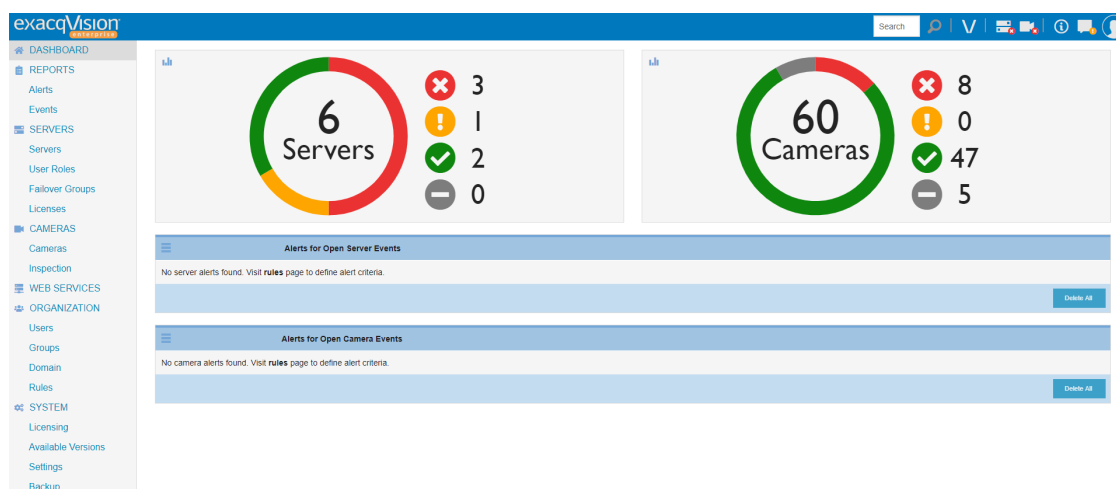 exacqVision
enterprise
Search
DASHBOARD
REPORTS
Alerts
Events
SERVERS
Servers
User Roles
Failover Groups
Licenses
CAMERAS
Cameras
Inspection
WEB SERVICES
ORGANIZATION
Users
Groups
Domain
Rules
SYSTEM
Licensing
Available Versions
Settings
Backup
6
Servers
3
1
2
0
60
Cameras
8
0
47
5
Alerts for Open Server Events
No server alerts found. Visit rules page to define alert criteria.
Delete All
Alerts for Open Camera Events
No camera alerts found. Visit rules page to define alert criteria.
Delete All